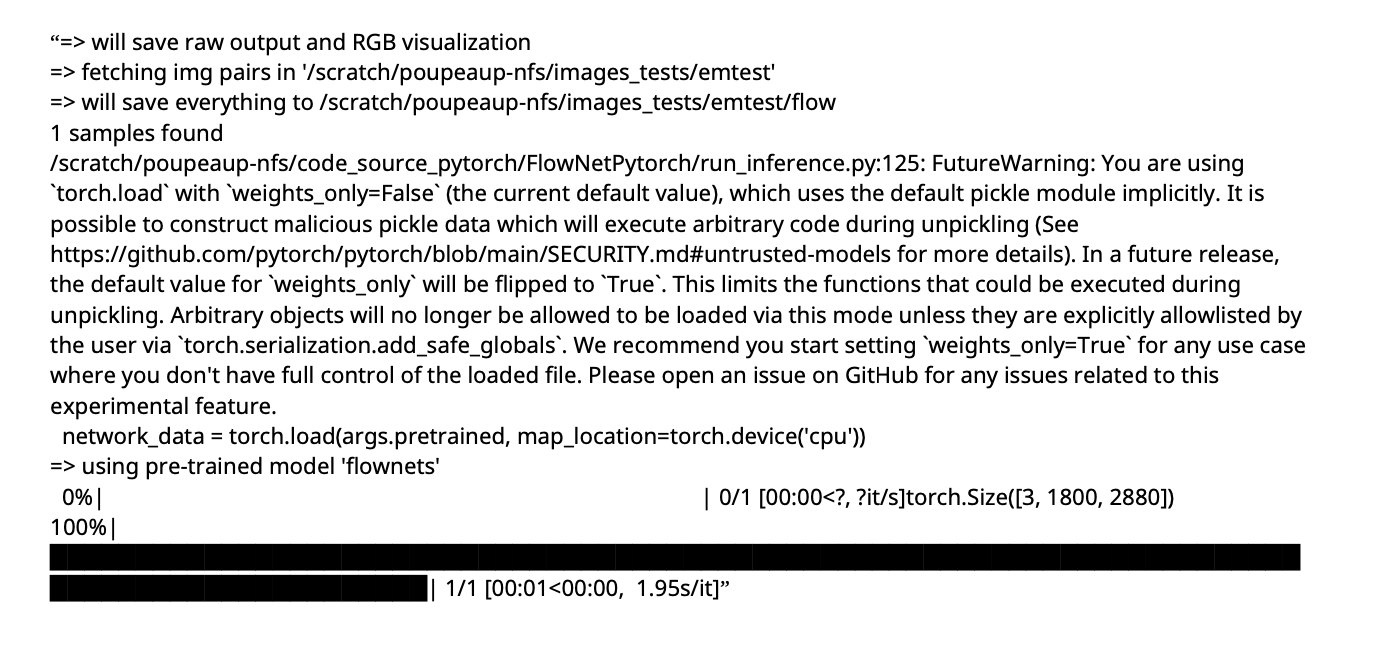 “=> will save raw output and RGB visualization
=> fetching img pairs in '/scratch/poupeaup-nfs/images_tests/emtest'
=> will save everything to /scratch/poupeaup-nfs/images_tests/emtest/flow
1 samples found
/scratch/poupeaup-nfs/code_source_pytorch/FlowNetPytorch/run_inference.py:125: FutureWarning: You are using
`torch.load` with `weights_only=False` (the current default value), which uses the default pickle module implicitly. It is
possible to construct malicious pickle data which will execute arbitrary code during unpickling (See
https://github.com/pytorch/pytorch/blob/main/SECURITY.md#untrusted-models for more details). In a future release,
the default value for `weights_only` will be flipped to `True`. This limits the functions that could be executed during
unpickling. Arbitrary objects will no longer be allowed to be loaded via this mode unless they are explicitly allowlisted by
the user via `torch.serialization.add_safe_globals`. We recommend you start setting `weights_only=True` for any use case
where you don't have full control of the loaded file. Please open an issue on GitHub for any issues related to this
experimental feature.
  network_data = torch.load(args.pretrained, map_location=torch.device('cpu'))
=> using pre-trained model 'flownets'
  0%|                                                                                                    | 0/1 [00:00<?, ?it/s]torch.Size([3, 1800, 2880])
100%|
| 1/1 [00:01<00:00,  1.95s/it]”